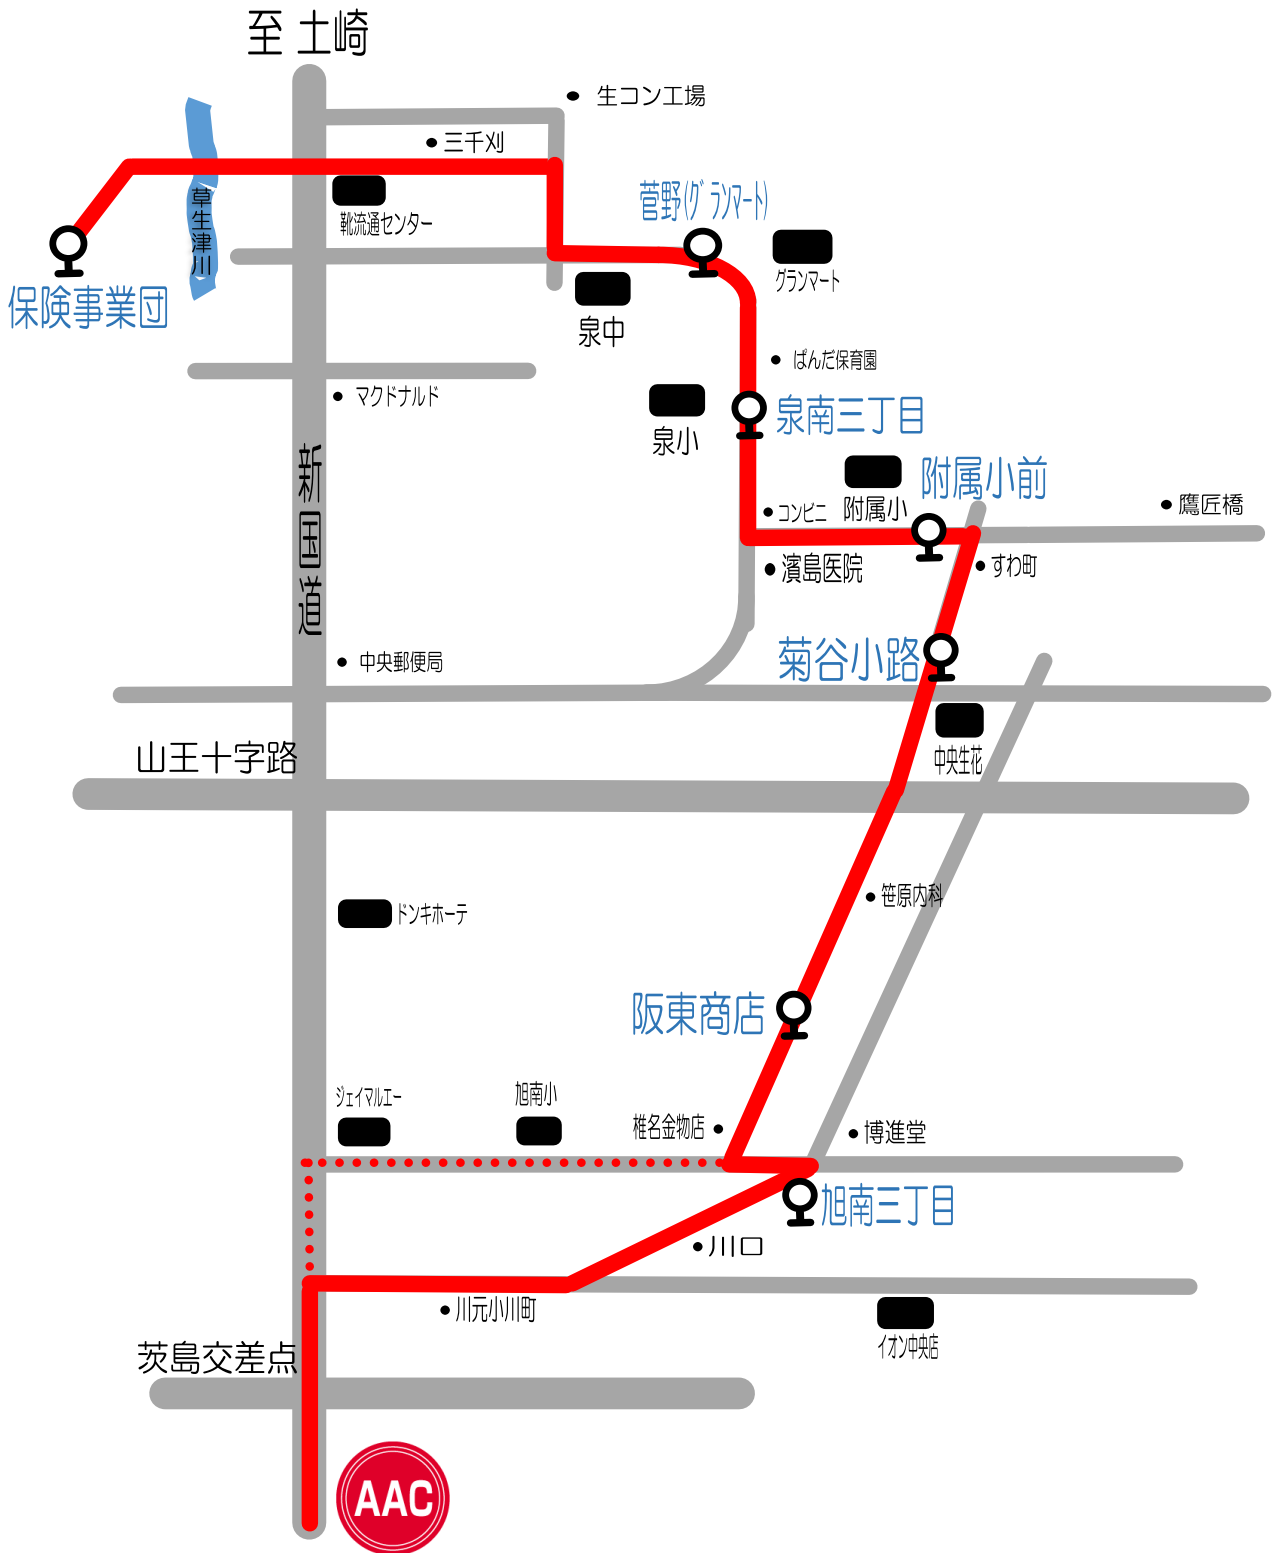 至 土崎
生コン工場
三千刈
草生津川
靴流通センター
菅野(グランマート)
グランマート
保険事業団
泉中
ぱんだ保育園
マクドナルド
泉南三丁目
泉小
新国道
附属小前
附属小
コンビニ
鷹匠橋
濱島医院
すわ町
菊谷小路
中央郵便局
山王十字路
中央生花
笹原内科
ドンキホーテ
阪東商店
ジェイマルエー
旭南小
椎名金物店
博進堂
旭南三丁目
川口
川元小川町
茨島交差点
イオン中央店
AAC